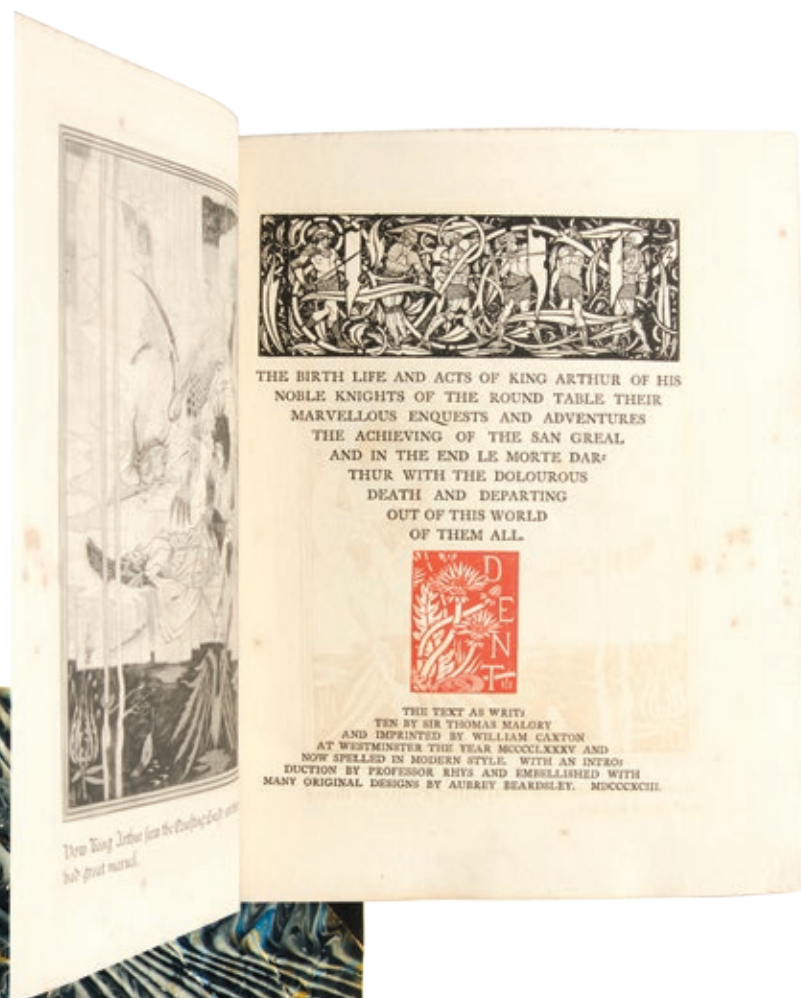 How King Arthur saw the Questing Beast
had great marvel.
THE BIRTH LIFE AND ACTS OF KING ARTHUR OF HIS
NOBLE KNIGHTS OF THE ROUND TABLE THEIR
MARVELLOUS ENQUESTS AND ADVENTURES
THE ACHIEVING OF THE SAN GREAL
AND IN THE END LE MORTE DAR:
THUR WITH THE DOLOUROUS
DEATH AND DEPARTING
OUT OF THIS WORLD
OF THEM ALL.
DENT
THE TEXT AS WRIT:
TEN BY SIR THOMAS MALORY
AND IMPRINTED BY WILLIAM CAXTON
AT WESTMINSTER THE YEAR MCCCCLXXXV AND
NOW SPELLED IN MODERN STYLE. WITH AN INTRO:
DUCTION BY PROFESSOR RHYS AND EMBELLISHED WITH
MANY ORIGINAL DESIGNS BY AUBREY BEARDSLEY. MDCCCXCIII.